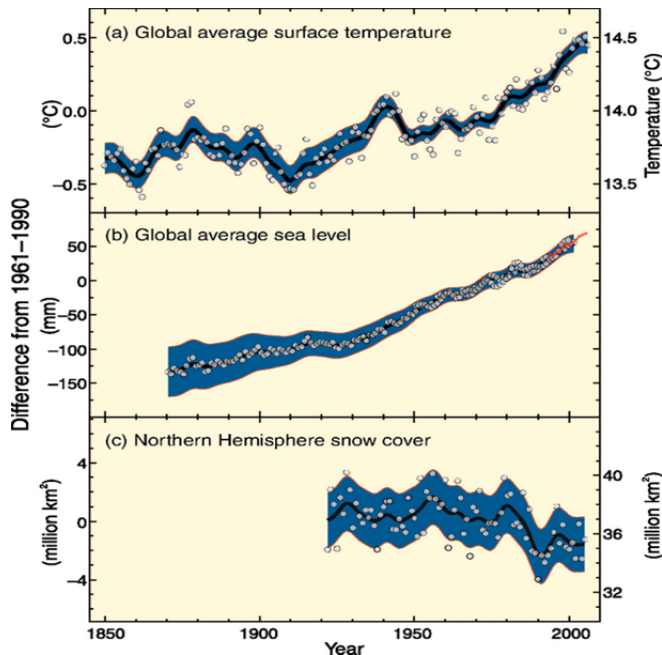 (a) Global average surface temperature
0.5
0.0
−0.5
(°C)
14.5
14.0
13.5
Temperature (°C)
Difference from 1961–1990
(b) Global average sea level
50
0
−50
−100
−150
(mm)
(c) Northern Hemisphere snow cover
4
0
−4
(million km²)
40
36
32
(million km²)
1850 1900 1950 2000
Year